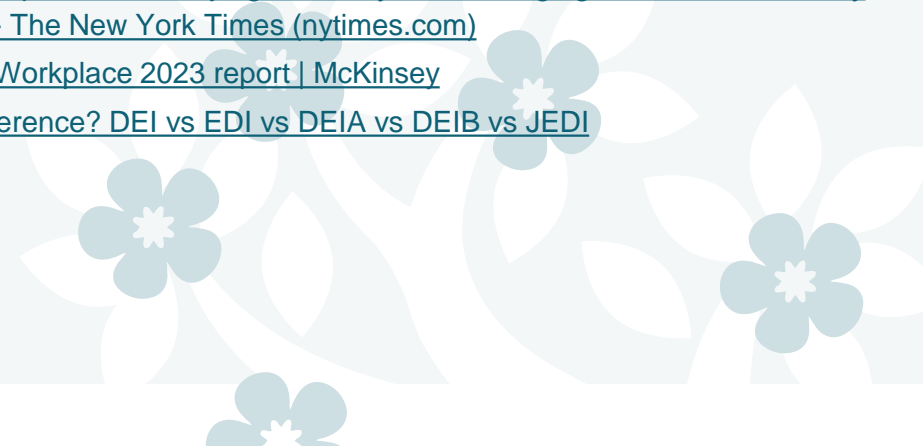 - The New York Times (nytimes.com)
Workplace 2023 report | McKinsey
erence? DEI vs EDI vs DEIA vs DEIB vs JEDI